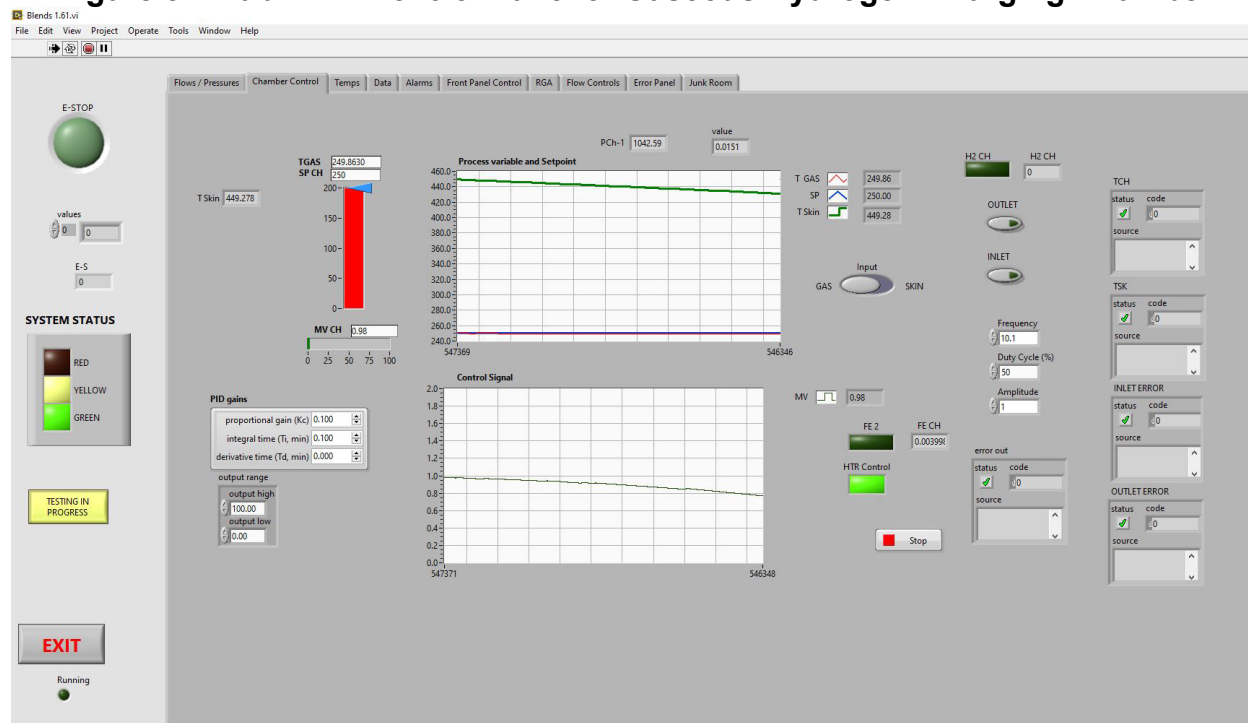 Blends 1.61.vi
File Edit View Project Operate Tools Window Help
Flows / Pressures Chamber Control Temps Data Alarms Front Panel Control RGA Flow Controls Error Panel Junk Room
E-STOP
values
0 0
E-S
0
SYSTEM STATUS
RED
YELLOW
GREEN
TESTING IN
PROGRESS
EXIT
Running
T Skin 449.278
TGAS 249.8630
SP CH 250
200
150
100
50
0
MV CH 0.98
0 25 50 75 100
PID gains
proportional gain (Kc) 0.100
integral time (Ti, min) 0.100
derivative time (Td, min) 0.000
output range
output high
100.00
output low
0.00
PCh-1 1042.59
value
0.0151
Process variable and Setpoint
460.0
440.0
420.0
400.0
380.0
360.0
340.0
320.0
300.0
280.0
260.0
240.0
547369 546346
T GAS 249.86
SP 250.00
T Skin 449.28
Input
GAS SKIN
Control Signal
2.0
1.8
1.6
1.4
1.2
1.0
0.8
0.6
0.4
0.2
0.0
547371 546348
MV 0.98
FE 2 FE CH
0.003998
HTR Control
Stop
H2 CH H2 CH
0
OUTLET
INLET
Frequency
10.1
Duty Cycle (%)
50
Amplitude
1
error out
status code
0
source
TCH
status code
0
source
TSK
status code
0
source
INLET ERROR
status code
0
source
OUTLET ERROR
status code
0
source